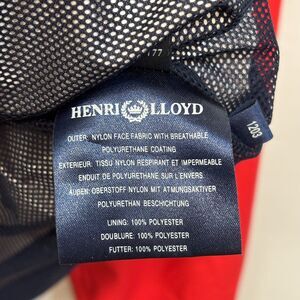 77
HENRI LLOYD
1203
OUTER: NYLON FACE FABRIC WITH BREATHABLE
POLYURETHANE COATING
EXTERIEUR: TISSU NYLON RESPIRANT ET IMPERMEABLE
ENDUIT DE POLYURETHANE SUR L'ENVERS
AUẞEN: OBERSTOFF NYLON MIT ATMUNGSAKTIVER
POLYURETHAN BESCHICHTUNG
LINING: 100% POLYESTER
DOUBLURE: 100% POLYESTER
FUTTER: 100% POLYESTER